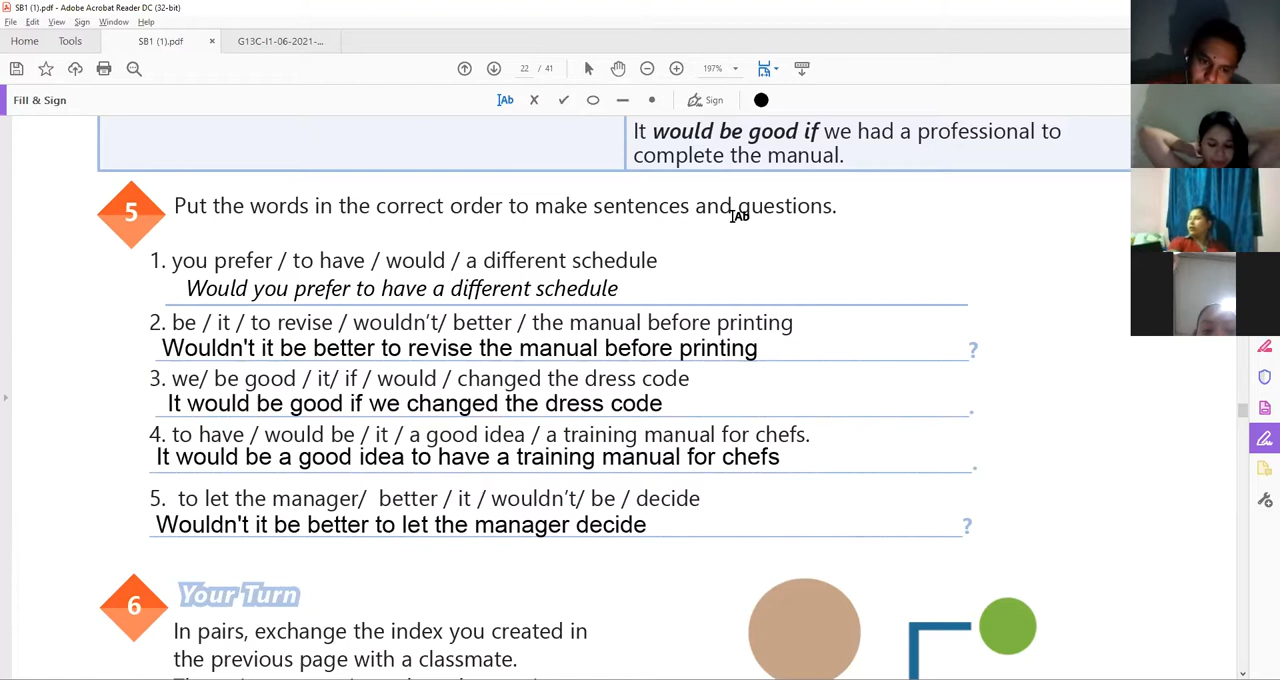 SB1 (1).pdf - Adobe Acrobat Reader DC (32-bit)
File Edit View Sign Window Help
Home Tools SB1 (1).pdf × G13C-I1-06-2021-...
22 / 41 197%
Fill & Sign Ab Sign
It would be good if we had a professional to
complete the manual.
5 Put the words in the correct order to make sentences and questions.
Ab
1. you prefer / to have / would / a different schedule
Would you prefer to have a different schedule
2. be / it / to revise / wouldn't/ better / the manual before printing
Wouldn't it be better to revise the manual before printing ?
3. we/ be good / it/ if / would / changed the dress code
It would be good if we changed the dress code .
4. to have / would be / it / a good idea / a training manual for chefs.
It would be a good idea to have a training manual for chefs .
5. to let the manager/ better / it / wouldn't/ be / decide
Wouldn't it be better to let the manager decide ?
6 Your Turn
In pairs, exchange the index you created in
the previous page with a classmate.